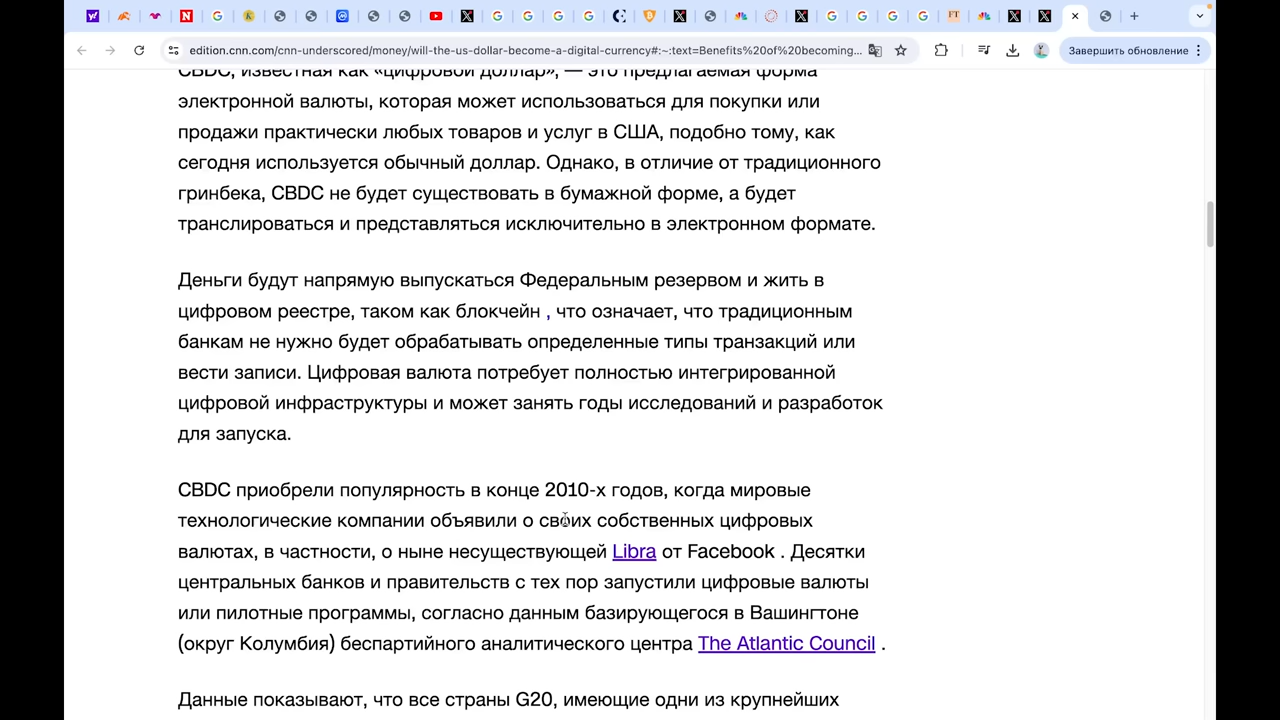 edition.cnn.com/cnn-underscored/money/will-the-us-dollar-become-a-digital-currency#:~:text=Benefits%20of%20becoming...
Завершить обновление
CBDC, известная как «цифровой доллар», — это предлагаемая форма
электронной валюты, которая может использоваться для покупки или
продажи практически любых товаров и услуг в США, подобно тому, как
сегодня используется обычный доллар. Однако, в отличие от традиционного
гринбека, CBDC не будет существовать в бумажной форме, а будет
транслироваться и представляться исключительно в электронном формате.
Деньги будут напрямую выпускаться Федеральным резервом и жить в
цифровом реестре, таком как блокчейн , что означает, что традиционным
банкам не нужно будет обрабатывать определенные типы транзакций или
вести записи. Цифровая валюта потребует полностью интегрированной
цифровой инфраструктуры и может занять годы исследований и разработок
для запуска.
CBDC приобрели популярность в конце 2010-х годов, когда мировые
технологические компании объявили о своих собственных цифровых
валютах, в частности, о ныне несуществующей Libra от Facebook . Десятки
центральных банков и правительств с тех пор запустили цифровые валюты
или пилотные программы, согласно данным базирующегося в Вашингтоне
(округ Колумбия) беспартийного аналитического центра The Atlantic Council .
Данные показывают, что все страны G20, имеющие одни из крупнейших